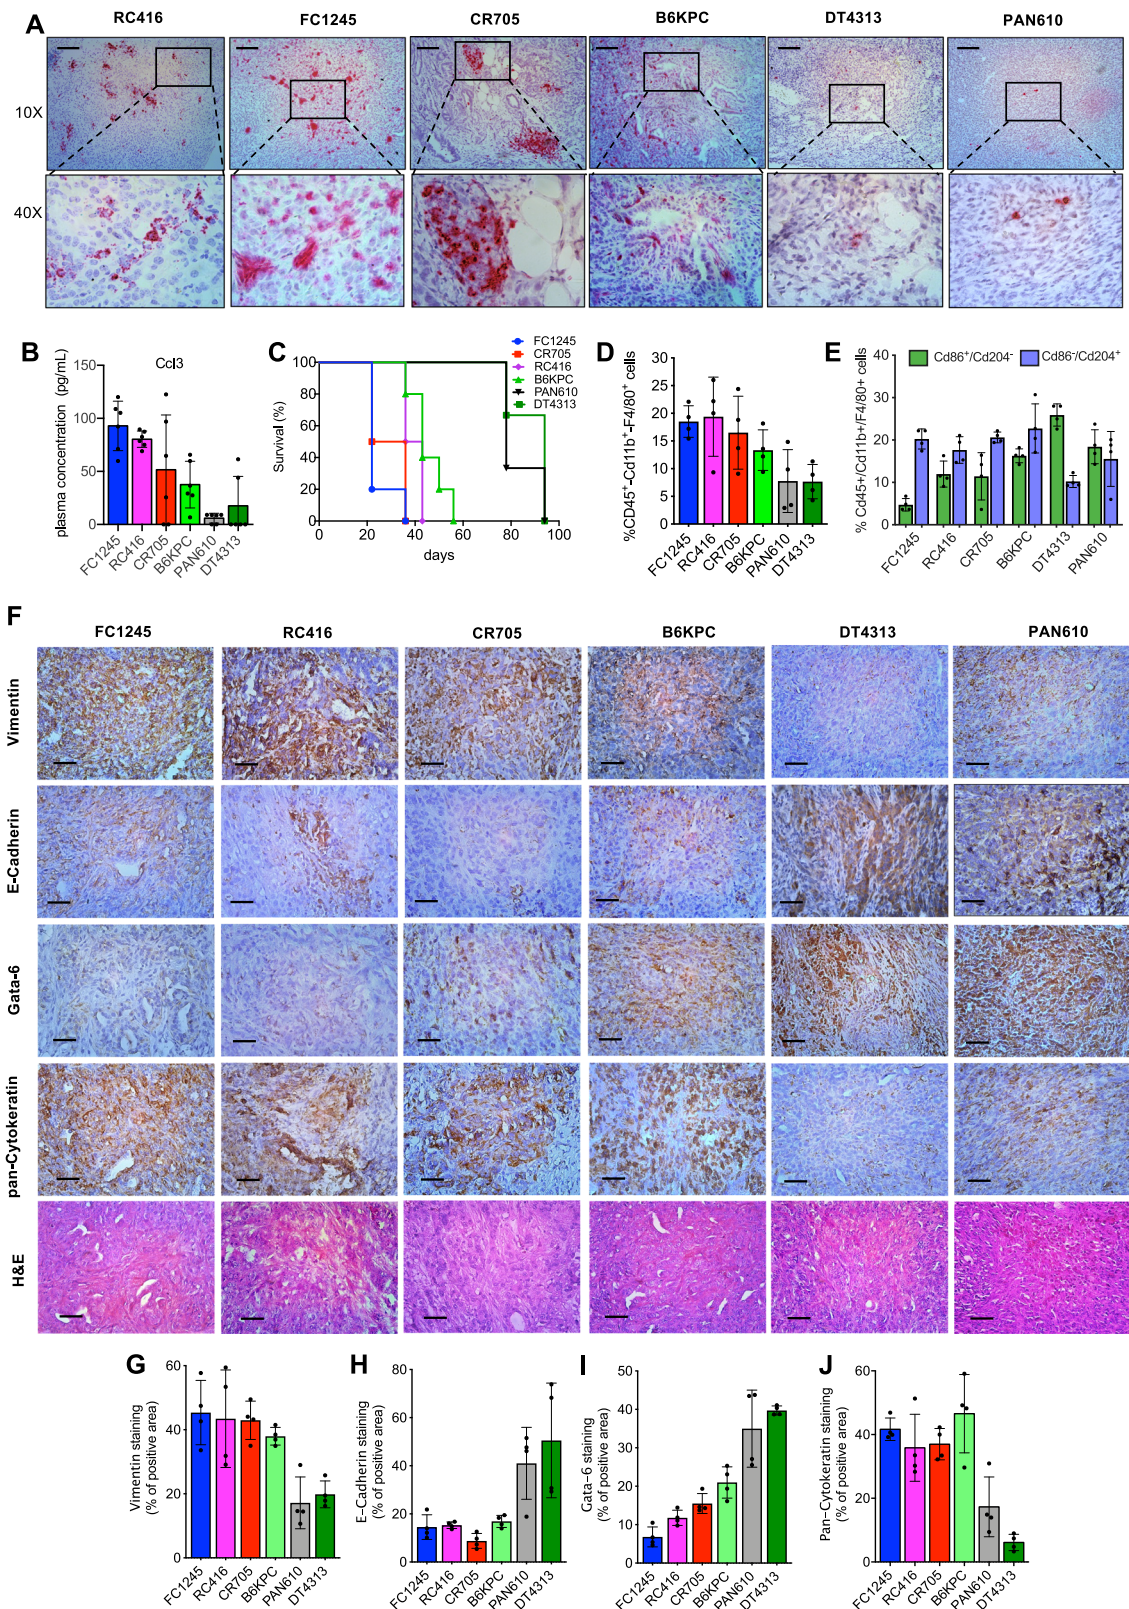 A
RC416 FC1245 CR705 B6KPC DT4313 PAN610
10X
40X
B
Ccl3
plasma concentration (pg/mL)
150
100
50
0
FC1245 RC416 CR705 B6KPC PAN610 DT4313
C
Survival (%)
100
80
60
40
20
0
0 20 40 60 80 100
days
FC1245
CR705
RC416
B6KPC
PAN610
DT4313
D
%CD45⁺-Cd11b⁺-F4/80⁺ cells
30
25
20
15
10
5
0
FC1245 RC416 CR705 B6KPC PAN610 DT4313
E
Cd86⁺/Cd204⁻ Cd86⁻/Cd204⁺
% Cd45+/Cd11b+/F4/80+ cells
40
30
20
10
0
FC1245 RC416 CR705 B6KPC DT4313 PAN610
F
FC1245 RC416 CR705 B6KPC DT4313 PAN610
Vimentin
E-Cadherin
Gata-6
pan-Cytokeratin
H&E
G
Vimentin staining
(% of positive area)
60
40
20
0
FC1245 RC416 CR705 B6KPC PAN610 DT4313
H
E-Cadherin staining
(% of positive area)
80
60
40
20
0
FC1245 RC416 CR705 B6KPC PAN610 DT4313
I
Gata-6 staining
(% of positive area)
50
40
30
20
10
0
FC1245 RC416 CR705 B6KPC PAN610 DT4313
J
Pan-Cytokeratin staining
(% of positive area)
60
40
20
0
FC1245 RC416 CR705 B6KPC PAN610 DT4313